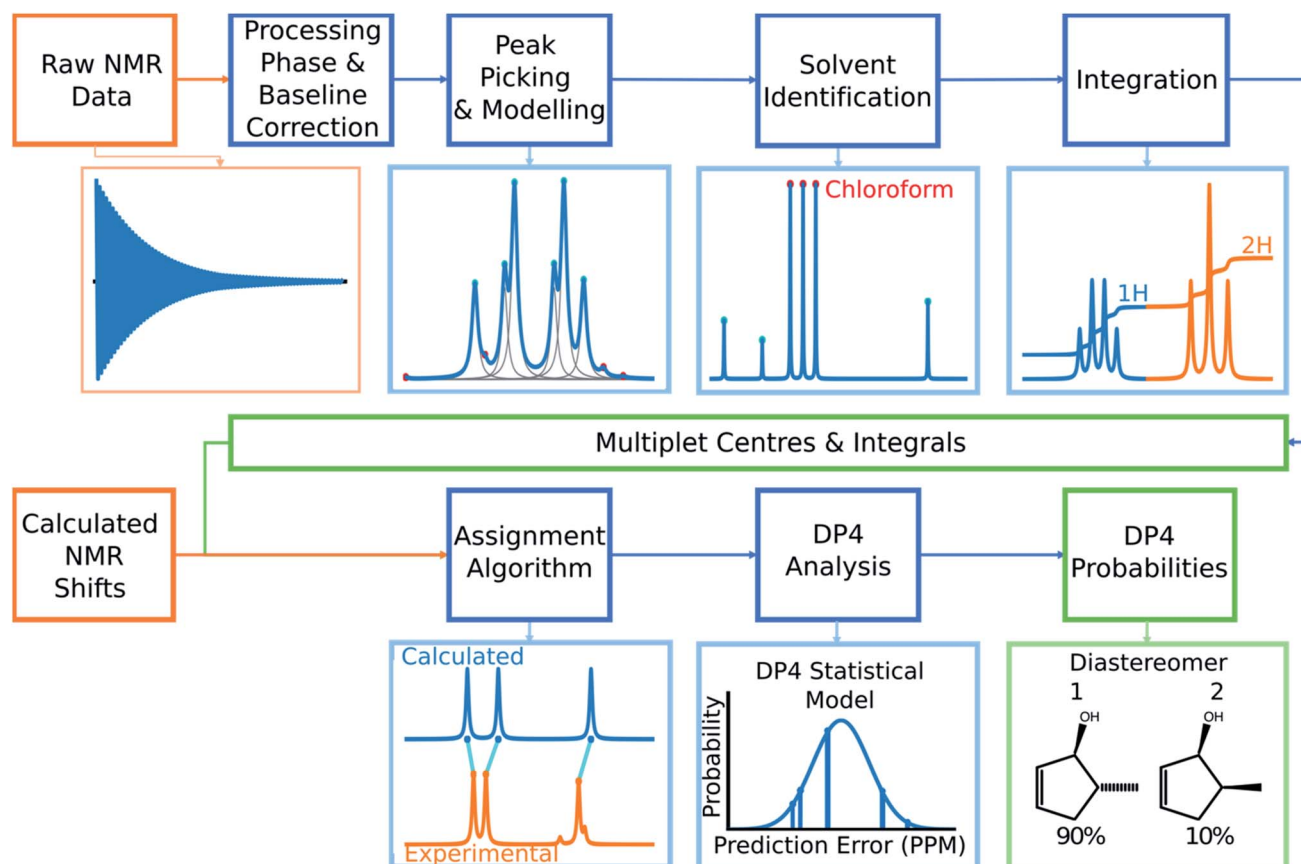 Raw NMR
Data
Processing
Phase &
Baseline
Correction
Peak
Picking
& Modelling
Solvent
Identification
Integration
Chloroform
1H
2H
Multiplet Centres & Integrals
Calculated
NMR
Shifts
Assignment
Algorithm
DP4
Analysis
DP4
Probabilities
Calculated
Experimental
DP4 Statistical
Model
Probability
Prediction Error (PPM)
Diastereomer
1 2
OH OH
90% 10%